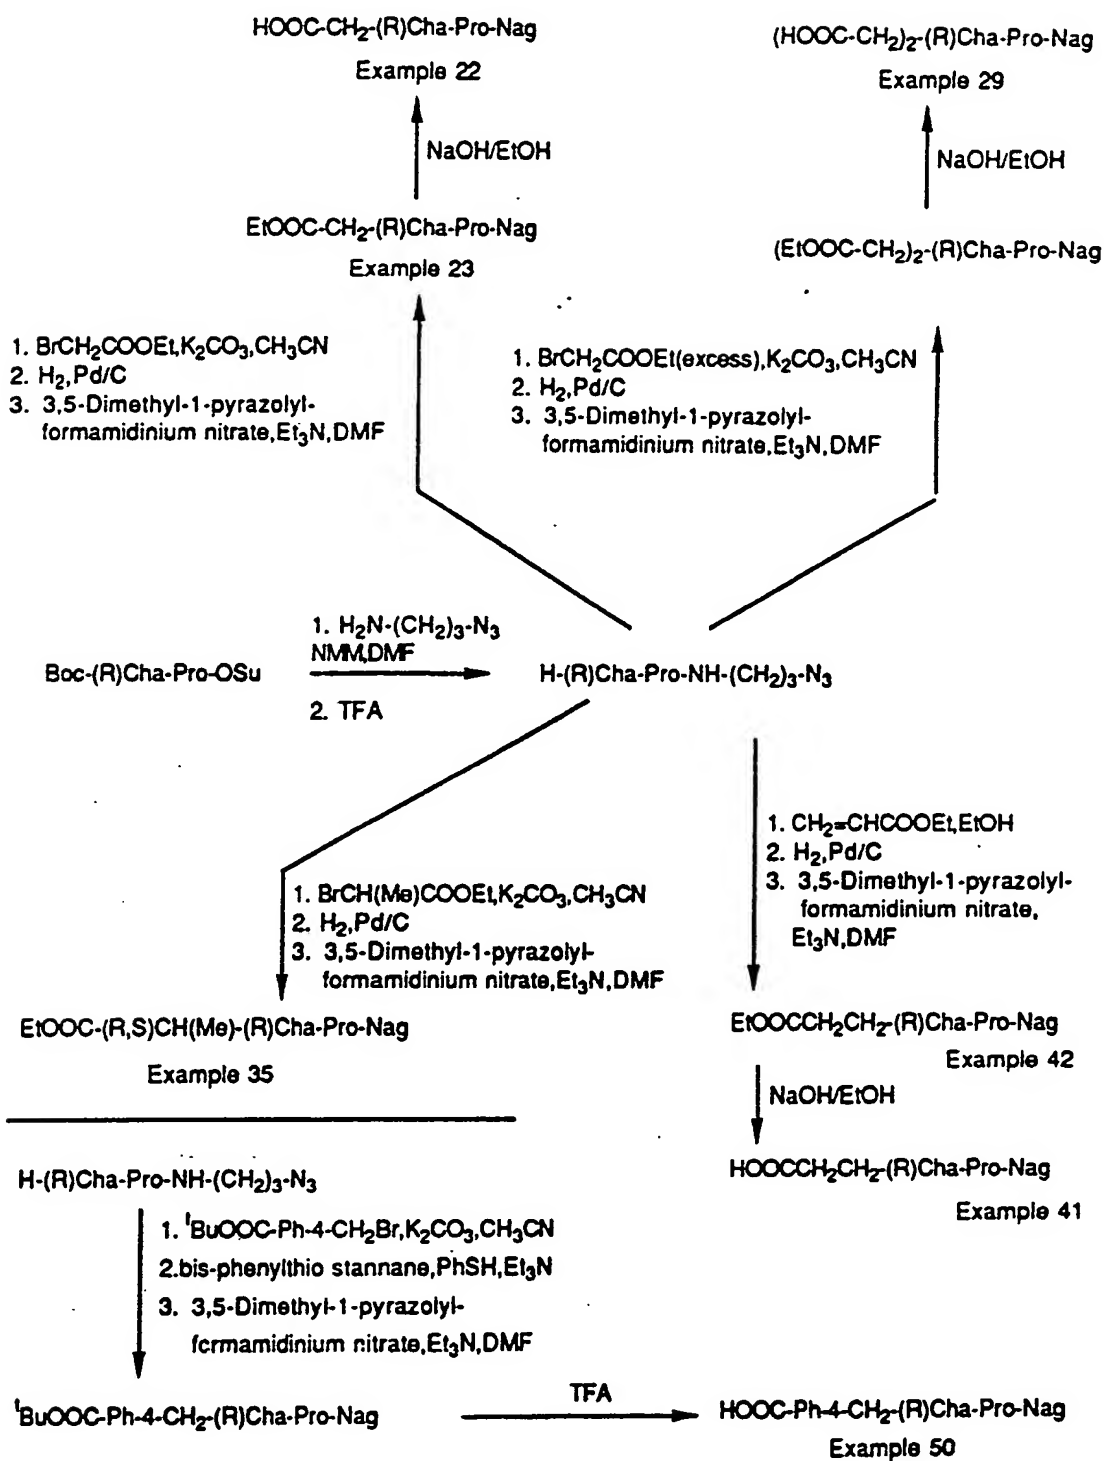 HOOC-CH2-(R)Cha-Pro-Nag
Example 22
(HOOC-CH2)2-(R)Cha-Pro-Nag
Example 29
NaOH/EtOH
NaOH/EtOH
EtOOC-CH2-(R)Cha-Pro-Nag
Example 23
(EtOOC-CH2)2-(R)Cha-Pro-Nag
1. BrCH2COOEt,K2CO3,CH3CN
2. H2,Pd/C
3. 3,5-Dimethyl-1-pyrazolyl-
formamidinium nitrate,Et3N,DMF
1. BrCH2COOEt(excess),K2CO3,CH3CN
2. H2,Pd/C
3. 3,5-Dimethyl-1-pyrazolyl-
formamidinium nitrate,Et3N,DMF
Boc-(R)Cha-Pro-OSu
1. H2N-(CH2)3-N3
NMM,DMF
2. TFA
H-(R)Cha-Pro-NH-(CH2)3-N3
1. BrCH(Me)COOEt,K2CO3,CH3CN
2. H2,Pd/C
3. 3,5-Dimethyl-1-pyrazolyl-
formamidinium nitrate,Et3N,DMF
1. CH2=CHCOOEt,EtOH
2. H2,Pd/C
3. 3,5-Dimethyl-1-pyrazolyl-
formamidinium nitrate,
Et3N,DMF
EtOOC-(R,S)CH(Me)-(R)Cha-Pro-Nag
Example 35
EtOOCCH2CH2-(R)Cha-Pro-Nag
Example 42
NaOH/EtOH
HOOCCH2CH2-(R)Cha-Pro-Nag
Example 41
H-(R)Cha-Pro-NH-(CH2)3-N3
1. tBuOOC-Ph-4-CH2Br,K2CO3,CH3CN
2.bis-phenylthio stannane,PhSH,Et3N
3. 3,5-Dimethyl-1-pyrazolyl-
formamidinium nitrate,Et3N,DMF
tBuOOC-Ph-4-CH2-(R)Cha-Pro-Nag
TFA
HOOC-Ph-4-CH2-(R)Cha-Pro-Nag
Example 50